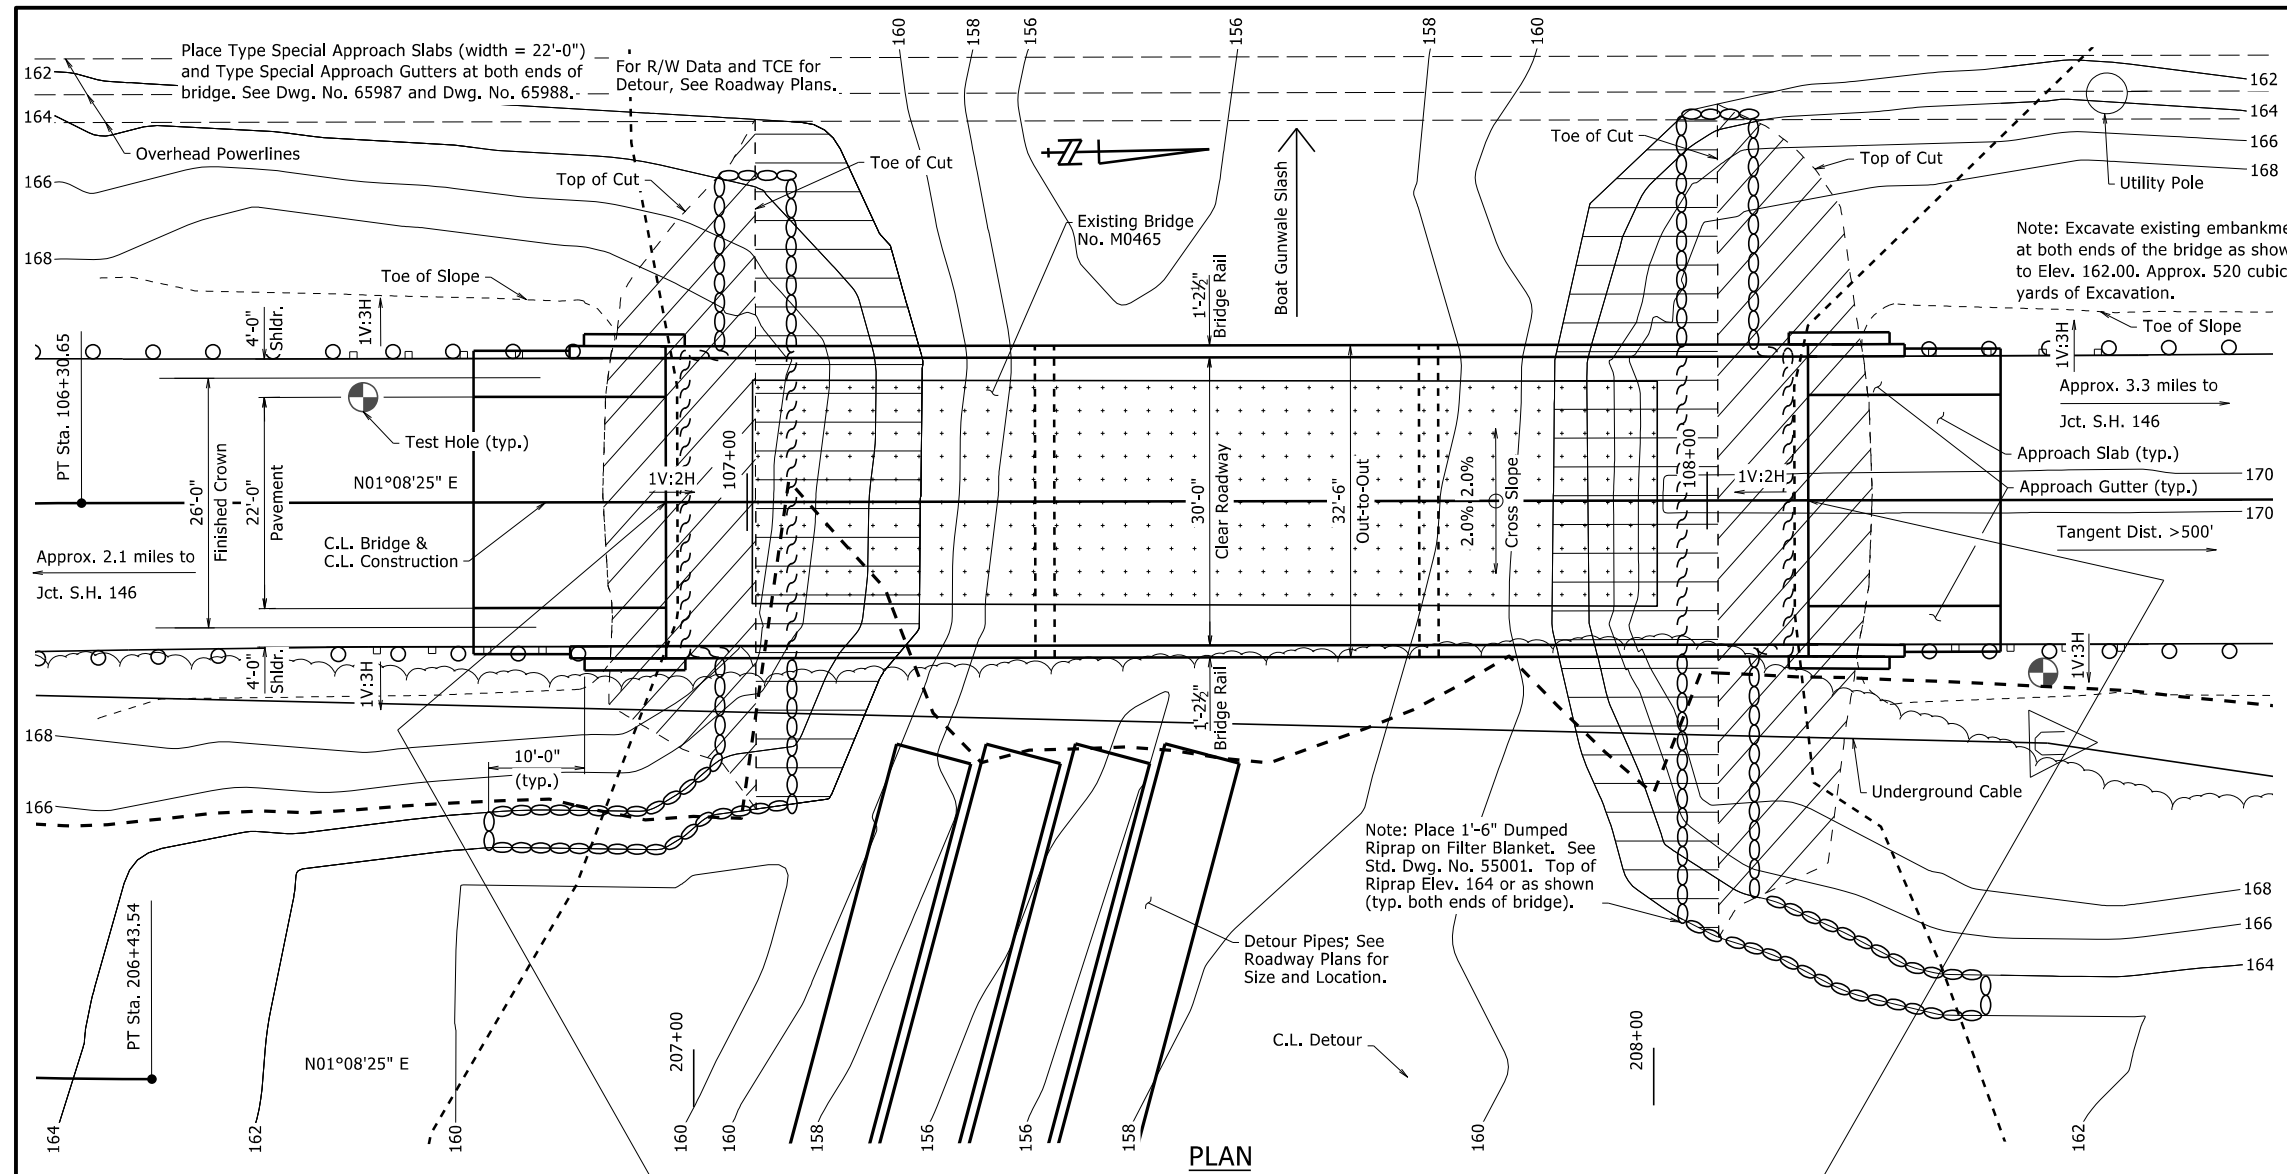 160
158
156
156
158
160
Place Type Special Approach Slabs (width = 22'-0")
and Type Special Approach Gutters at both ends of
bridge. See Dwg. No. 65987 and Dwg. No. 65988.
For R/W Data and TCE for
Detour, See Roadway Plans.
162
164
166
168
Overhead Powerlines
Top of Cut
Toe of Cut
Toe of Slope
Existing Bridge
No. M0465
Boat Gunwale Slash
Toe of Cut
Top of Cut
162
164
166
168
Utility Pole
Note: Excavate existing embankme
at both ends of the bridge as show
to Elev. 162.00. Approx. 520 cubic
yards of Excavation.
Toe of Slope
PT Sta. 106+30.65
4'-0"
Shldr.
1V:3H
1'-2½"
Bridge Rail
1V:3H
Approx. 3.3 miles to
Jct. S.H. 146
Test Hole (typ.)
26'-0"
Finished Crown
22'-0"
Pavement
N01°08'25" E
1V:2H
107+00
30'-0"
Clear Roadway
32'-6"
Out-to-Out
2.0%
2.0%
Cross Slope
108+00
1V:2H
Approach Slab (typ.)
170
Approach Gutter (typ.)
170
Tangent Dist. >500'
C.L. Bridge &
C.L. Construction
Approx. 2.1 miles to
Jct. S.H. 146
4'-0"
Shldr.
1V:3H
1'-2½"
Bridge Rail
1V:3H
168
166
10'-0"
(typ.)
C
Underground Cable
Note: Place 1'-6" Dumped
Riprap on Filter Blanket. See
Std. Dwg. No. 55001. Top of
Riprap Elev. 164 or as shown
(typ. both ends of bridge).
168
166
164
Detour Pipes; See
Roadway Plans for
Size and Location.
PT Sta. 206+43.54
N01°08'25" E
207+00
C.L. Detour
208+00
164
162
160
160
160
158
156
156
158
160
162
PLAN